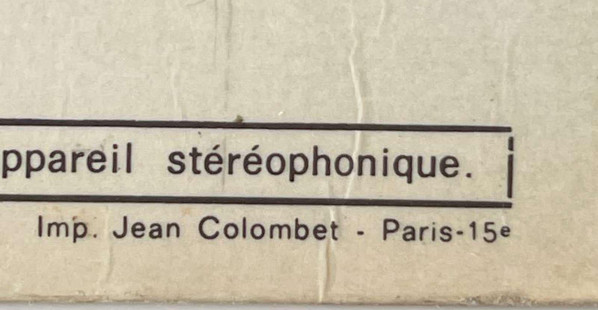 ppareil stéréophonique.
Imp. Jean Colombet - Paris-15e